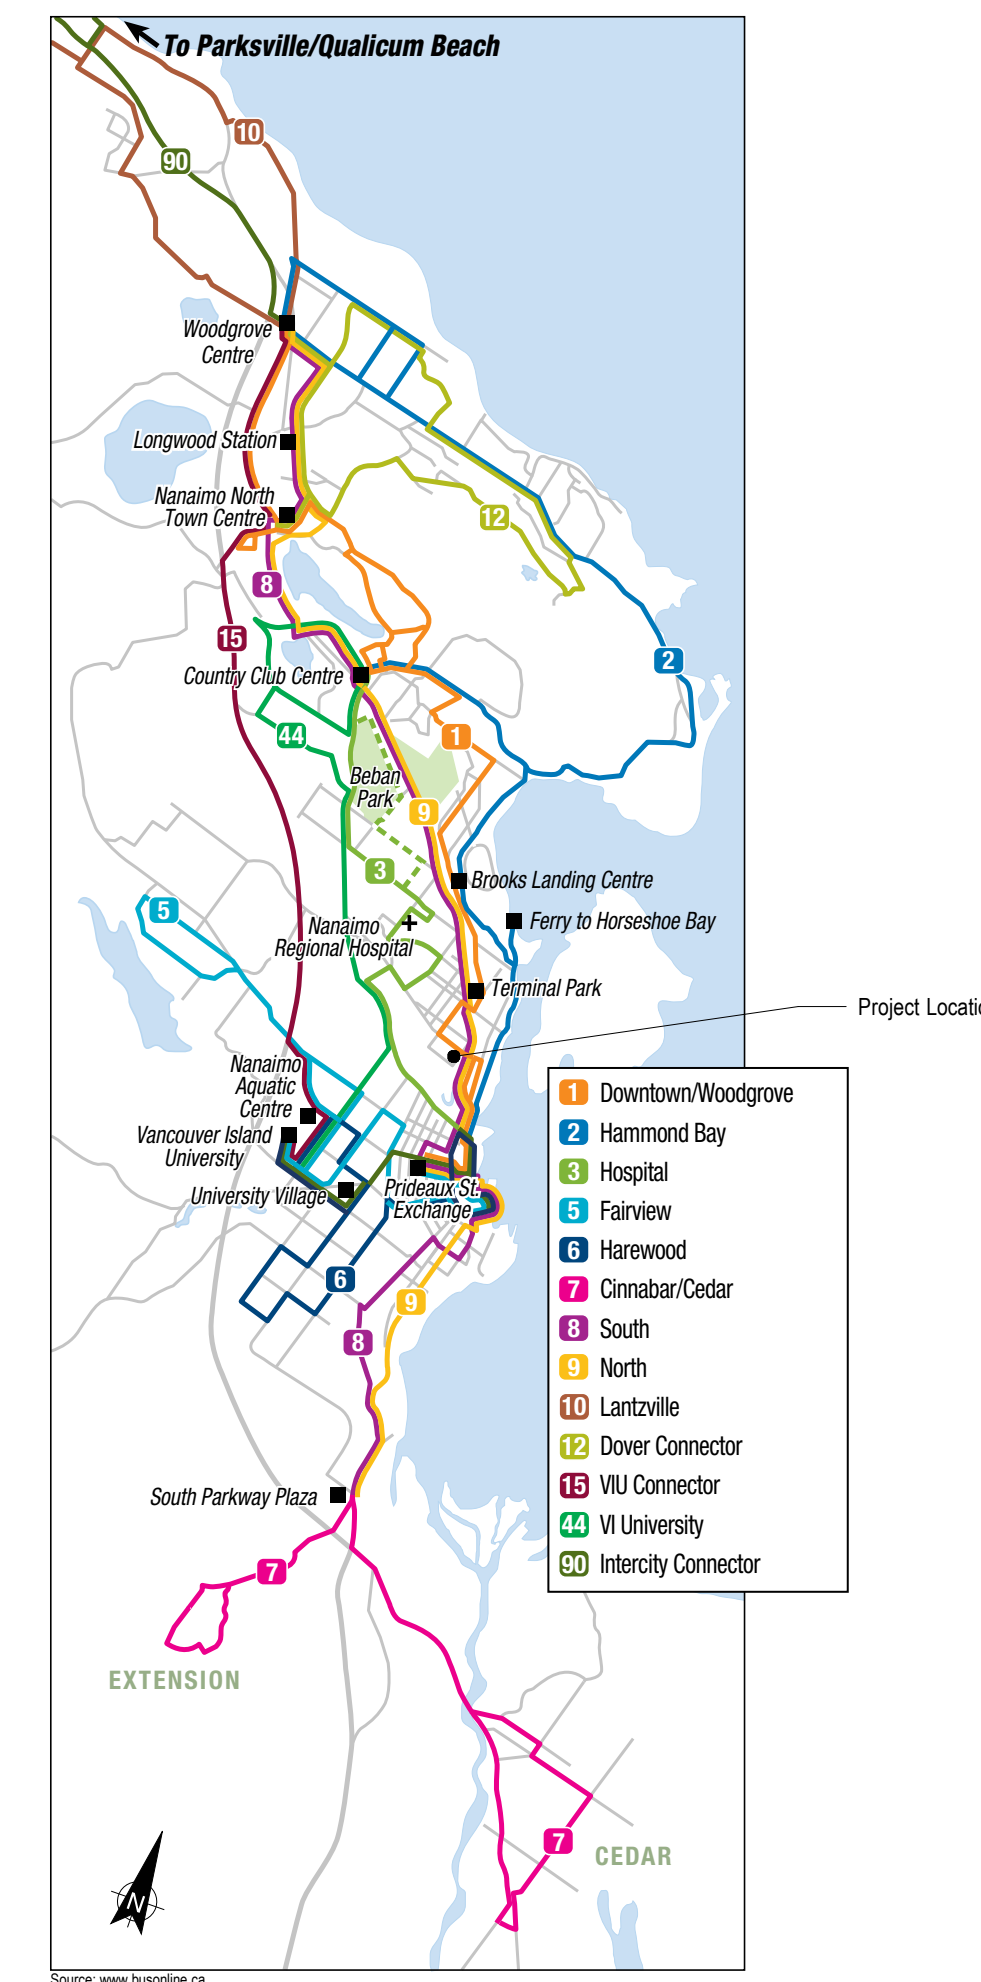 To Parksville/Qualicum Beach
10
90
Woodgrove
Centre
Longwood Station
Nanaimo North
Town Centre
12
8
15
2
Country Club Centre
44
1
Beban
Park
9
3
Brooks Landing Centre
5
Nanaimo
Regional Hospital
Ferry to Horseshoe Bay
Terminal Park
Project Locatio
Nanaimo
Aquatic
Centre
Vancouver Island
University
University Village
Prideaux St.
Exchange
6
9
8
1 Downtown/Woodgrove
2 Hammond Bay
3 Hospital
5 Fairview
6 Harewood
7 Cinnabar/Cedar
8 South
9 North
10 Lantzville
12 Dover Connector
15 VIU Connector
44 VI University
90 Intercity Connector
South Parkway Plaza
7
EXTENSION
7
CEDAR
N
Source: www.busonline.ca